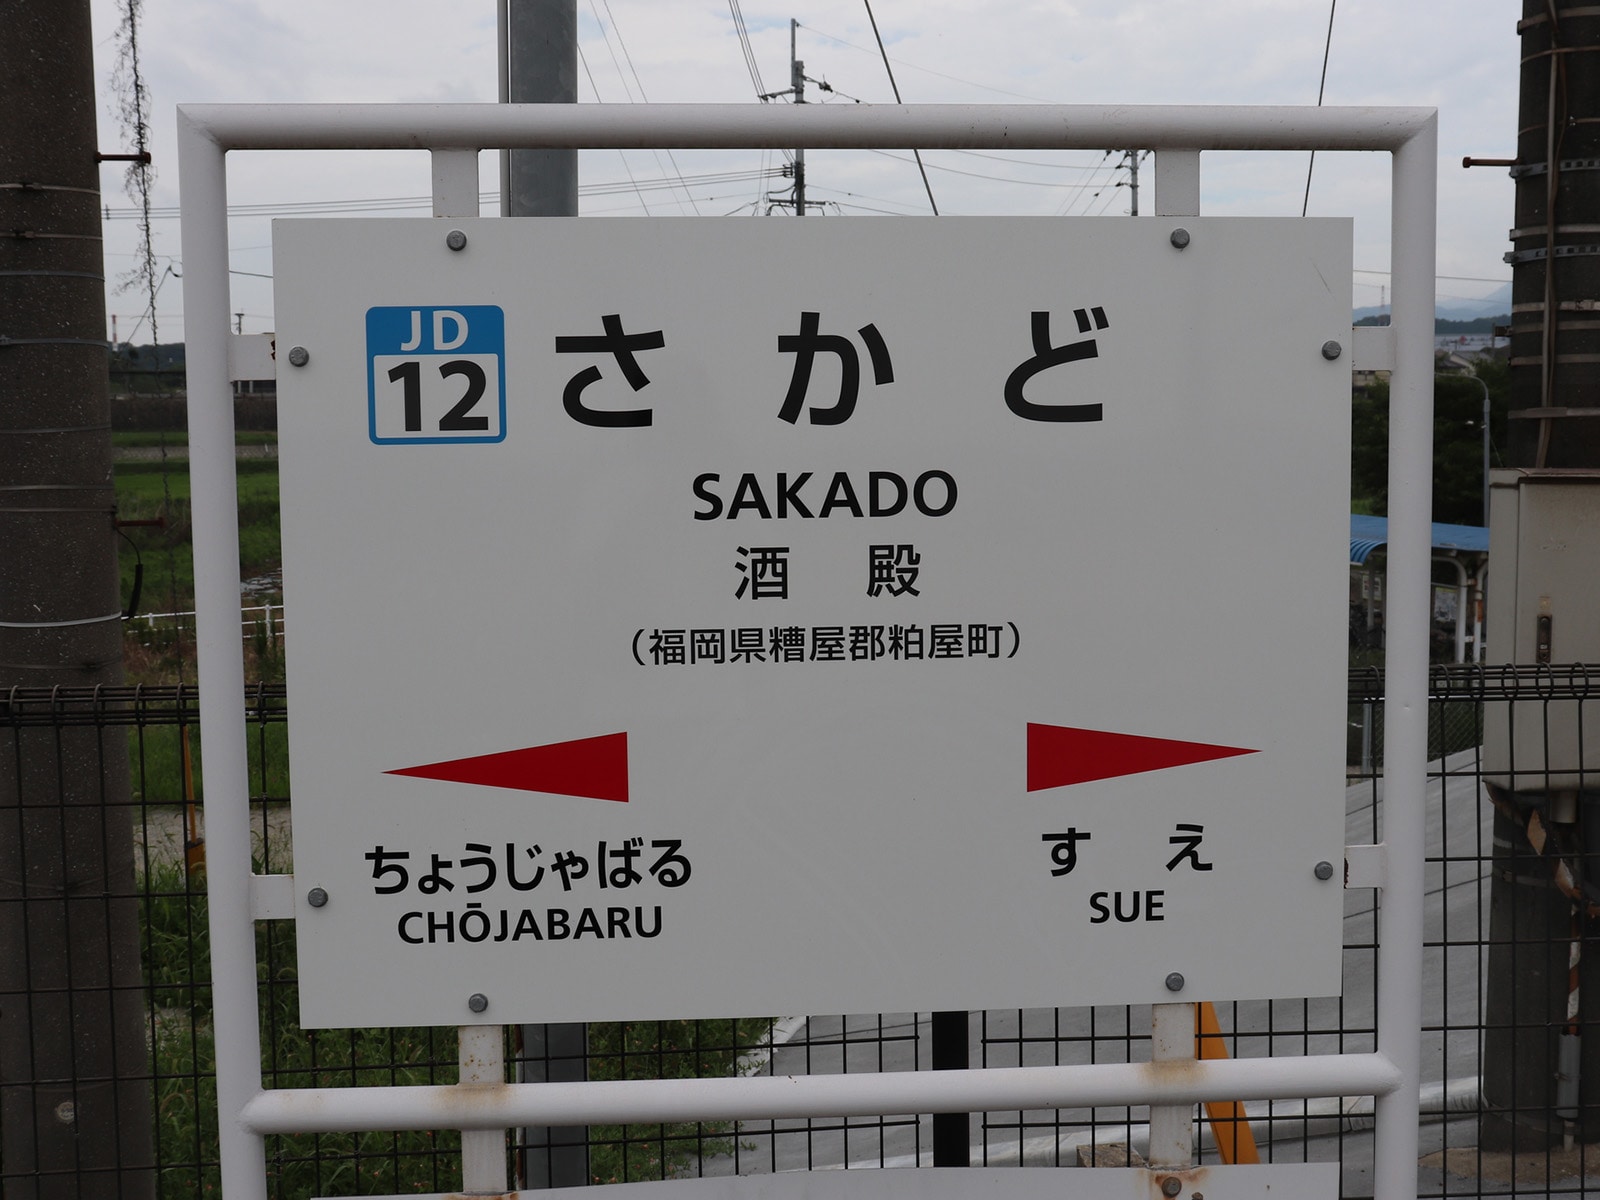 JD
12
さかど
SAKADO
酒殿
（福岡県糟屋郡粕屋町）
ちょうじゃばる
CHŌJABARU
すえ
SUE